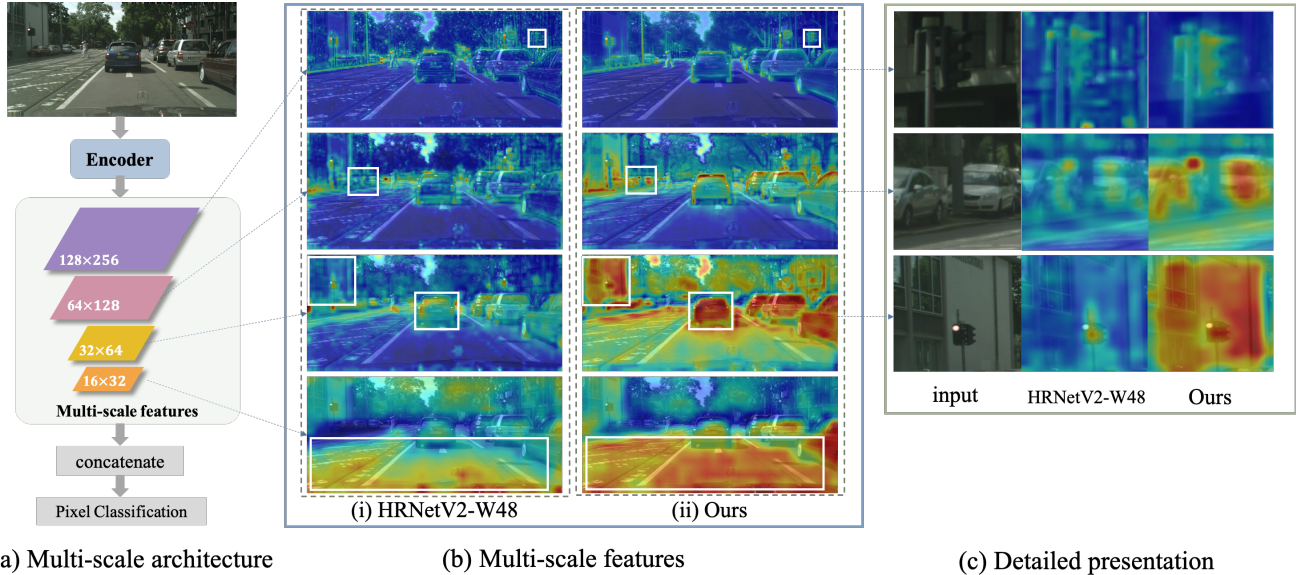 Encoder
128×256
64×128
32×64
16×32
Multi-scale features
concatenate
Pixel Classification
a) Multi-scale architecture
(i) HRNetV2-W48
(ii) Ours
(b) Multi-scale features
input
HRNetV2-W48
Ours
(c) Detailed presentation